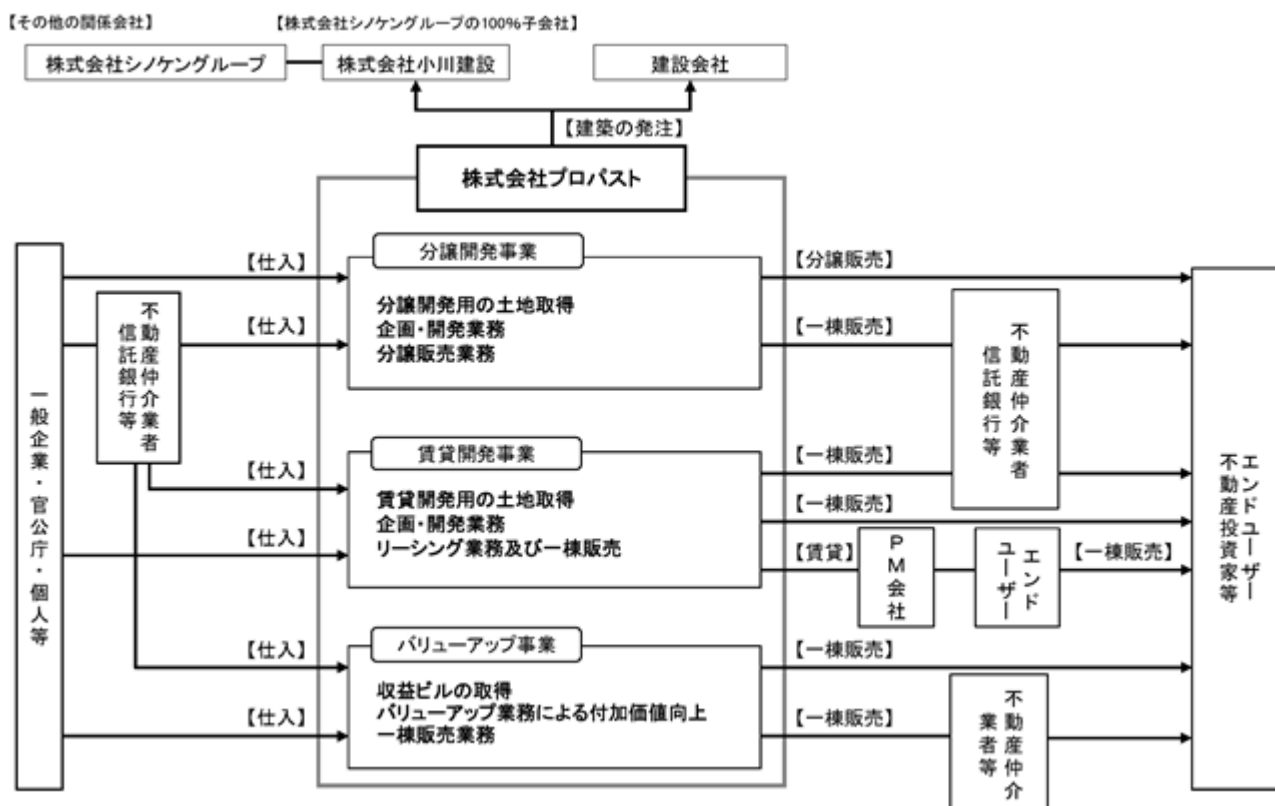 【その他の関係会社】
【株式会社シノケングループの100%子会社】
株式会社シノケングループ
株式会社小川建設
建設会社
【建築の発注】
株式会社プロパスト
一般企業・官公庁・個人等
不動産仲介業者
信託銀行等
【仕入】
【仕入】
分譲開発事業
分譲開発用の土地取得
企画・開発業務
分譲販売業務
【分譲販売】
【一棟販売】
不動産仲介業者
信託銀行等
【仕入】
【仕入】
賃貸開発事業
賃貸開発用の土地取得
企画・開発業務
リーシング業務及び一棟販売
【一棟販売】
【一棟販売】
【賃貸】
PM会社
エンド
ユーザー
【一棟販売】
【仕入】
【仕入】
バリューアップ事業
収益ビルの取得
バリューアップ業務による付加価値向上
一棟販売業務
【一棟販売】
【一棟販売】
不動産仲介
業者等
エンドユーザー
不動産投資家等